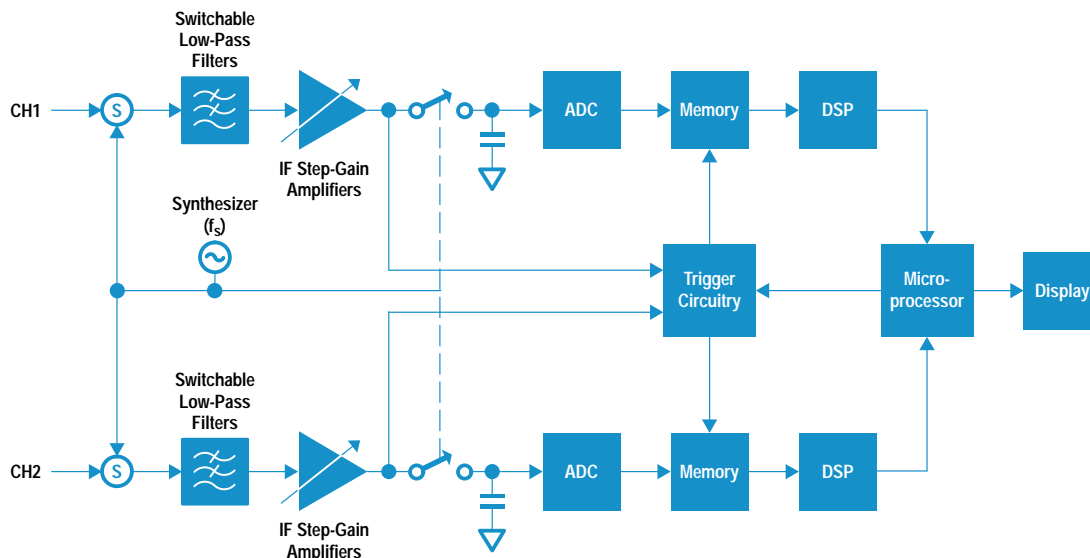 Switchable
Low-Pass
Filters
CH1
S
ADC
Memory
DSP
IF Step-Gain
Amplifiers
Synthesizer
(fs)
Trigger
Circuitry
Micro-
processor
Display
Switchable
Low-Pass
Filters
CH2
S
ADC
Memory
DSP
IF Step-Gain
Amplifiers